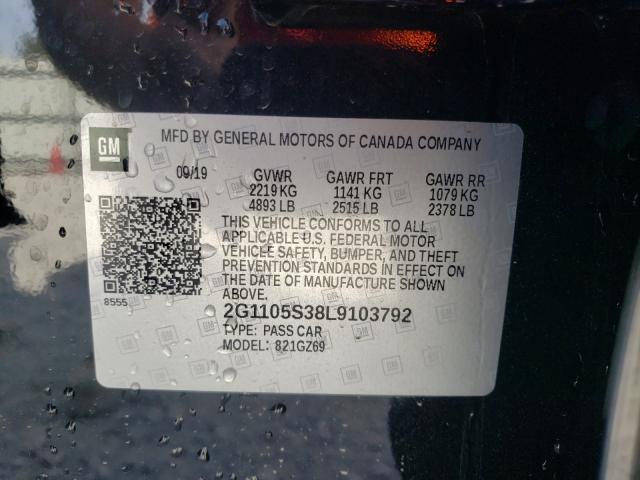 GM
MFD BY GENERAL MOTORS OF CANADA COMPANY
09/19 GVWR GAWR FRT GAWR RR
2219 KG 1141 KG 1079 KG
4893 LB 2515 LB 2378 LB
THIS VEHICLE CONFORMS TO ALL
APPLICABLE U.S. FEDERAL MOTOR
VEHICLE SAFETY, BUMPER, AND THEFT
PREVENTION STANDARDS IN EFFECT ON
THE DATE OF MANUFACTURE SHOWN
ABOVE.
8555
2G1105S38L9103792
TYPE: PASS CAR
MODEL: 821GZ69